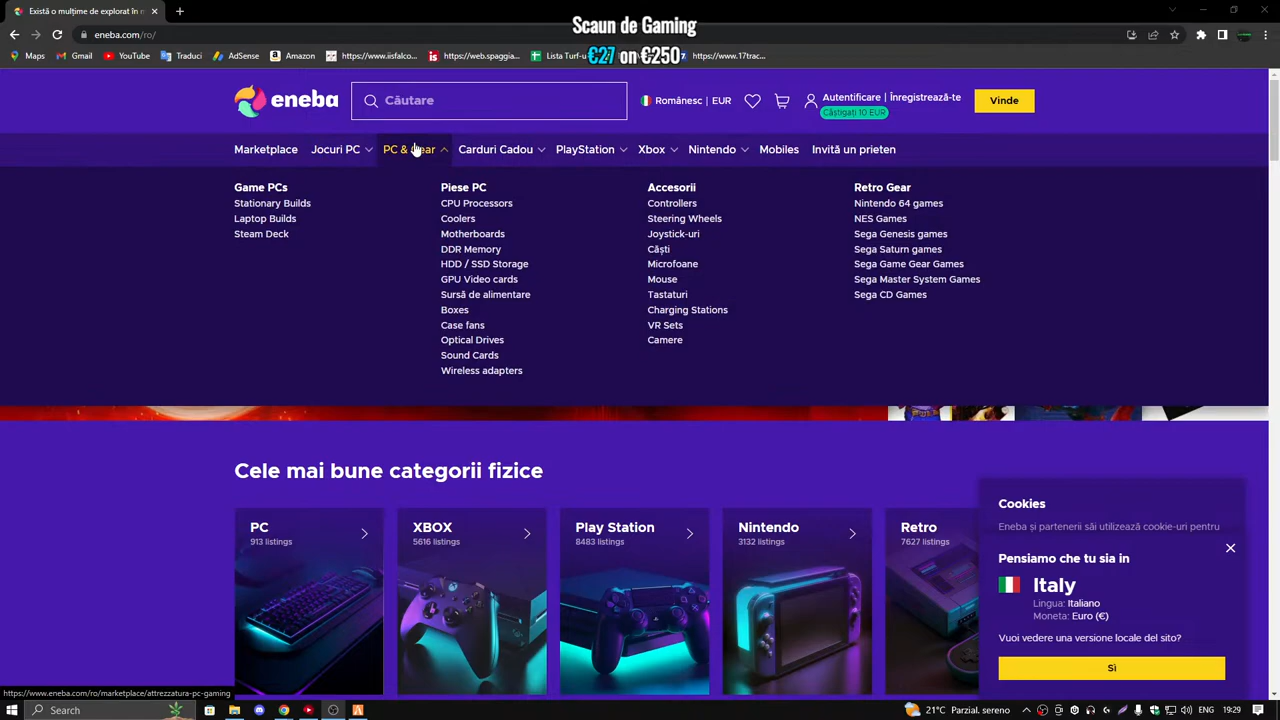 Există o mulțime de explorat în m
Scaun de Gaming
€27 on €250
eneba.com/ro/
Maps
Gmail
YouTube
Traduci
AdSense
Amazon
https://www.iisfalco...
https://web.spaggia...
Lista Turf-u
https://www.17trac...
eneba
Căutare
Românesc | EUR
Autentificare | Înregistrează-te
Câștigați 10 EUR
Vinde
Marketplace
Jocuri PC
PC & Gear
Carduri Cadou
PlayStation
Xbox
Nintendo
Mobiles
Invită un prieten
Game PCs
Stationary Builds
Laptop Builds
Steam Deck
Piese PC
CPU Processors
Coolers
Motherboards
DDR Memory
HDD / SSD Storage
GPU Video cards
Sursă de alimentare
Boxes
Case fans
Optical Drives
Sound Cards
Wireless adapters
Accesorii
Controllers
Steering Wheels
Joystick-uri
Căști
Microfoane
Mouse
Tastaturi
Charging Stations
VR Sets
Camere
Retro Gear
Nintendo 64 games
NES Games
Sega Genesis games
Sega Saturn games
Sega Game Gear Games
Sega Master System Games
Sega CD Games
Cele mai bune categorii fizice
PC
913 listings
XBOX
5616 listings
Play Station
8483 listings
Nintendo
3132 listings
Retro
7627 listings
Cookies
Eneba și partenerii săi utilizează cookie-uri pentru
Pensiamo che tu sia in
Italy
Lingua: Italiano
Moneta: Euro (€)
Vuoi vedere una versione locale del sito?
Sì
https://www.eneba.com/ro/marketplace/attrezzatura-pc-gaming
Search
21°C Parzial. sereno
ENG
19:29